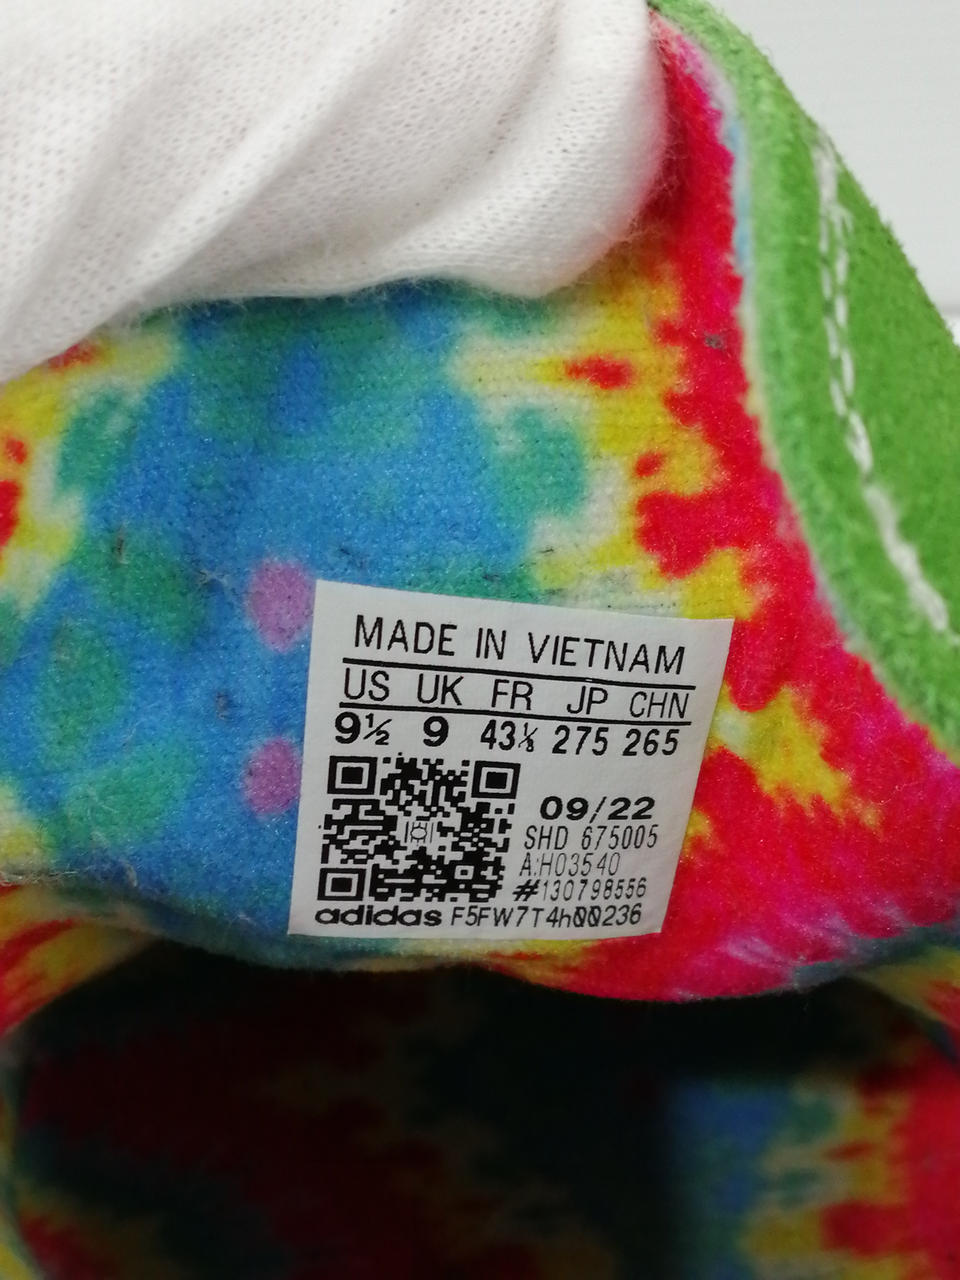 MADE IN VIETNAM
US UK FR JP CHN
9½ 9 43⅓ 275 265
09/22
SHD 675005
A:H03540
#130798556
adidas F5FW7T4h00236